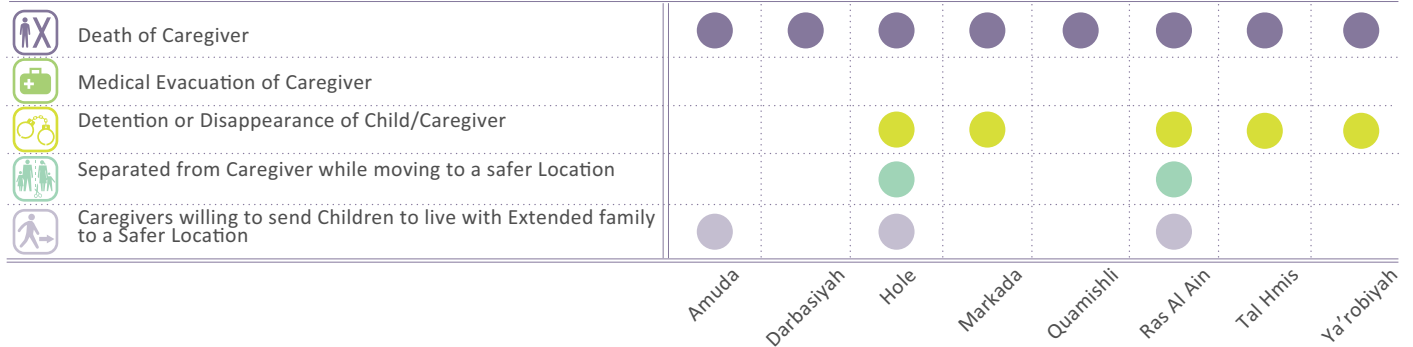 Death of Caregiver
Medical Evacuation of Caregiver
Detention or Disappearance of Child/Caregiver
Separated from Caregiver while moving to a safer Location
Caregivers willing to send Children to live with Extended family
to a Safer Location
Amuda
Darbasiyah
Hole
Markada
Quamishli
Ras Al Ain
Tal Hmis
Ya’robiyah